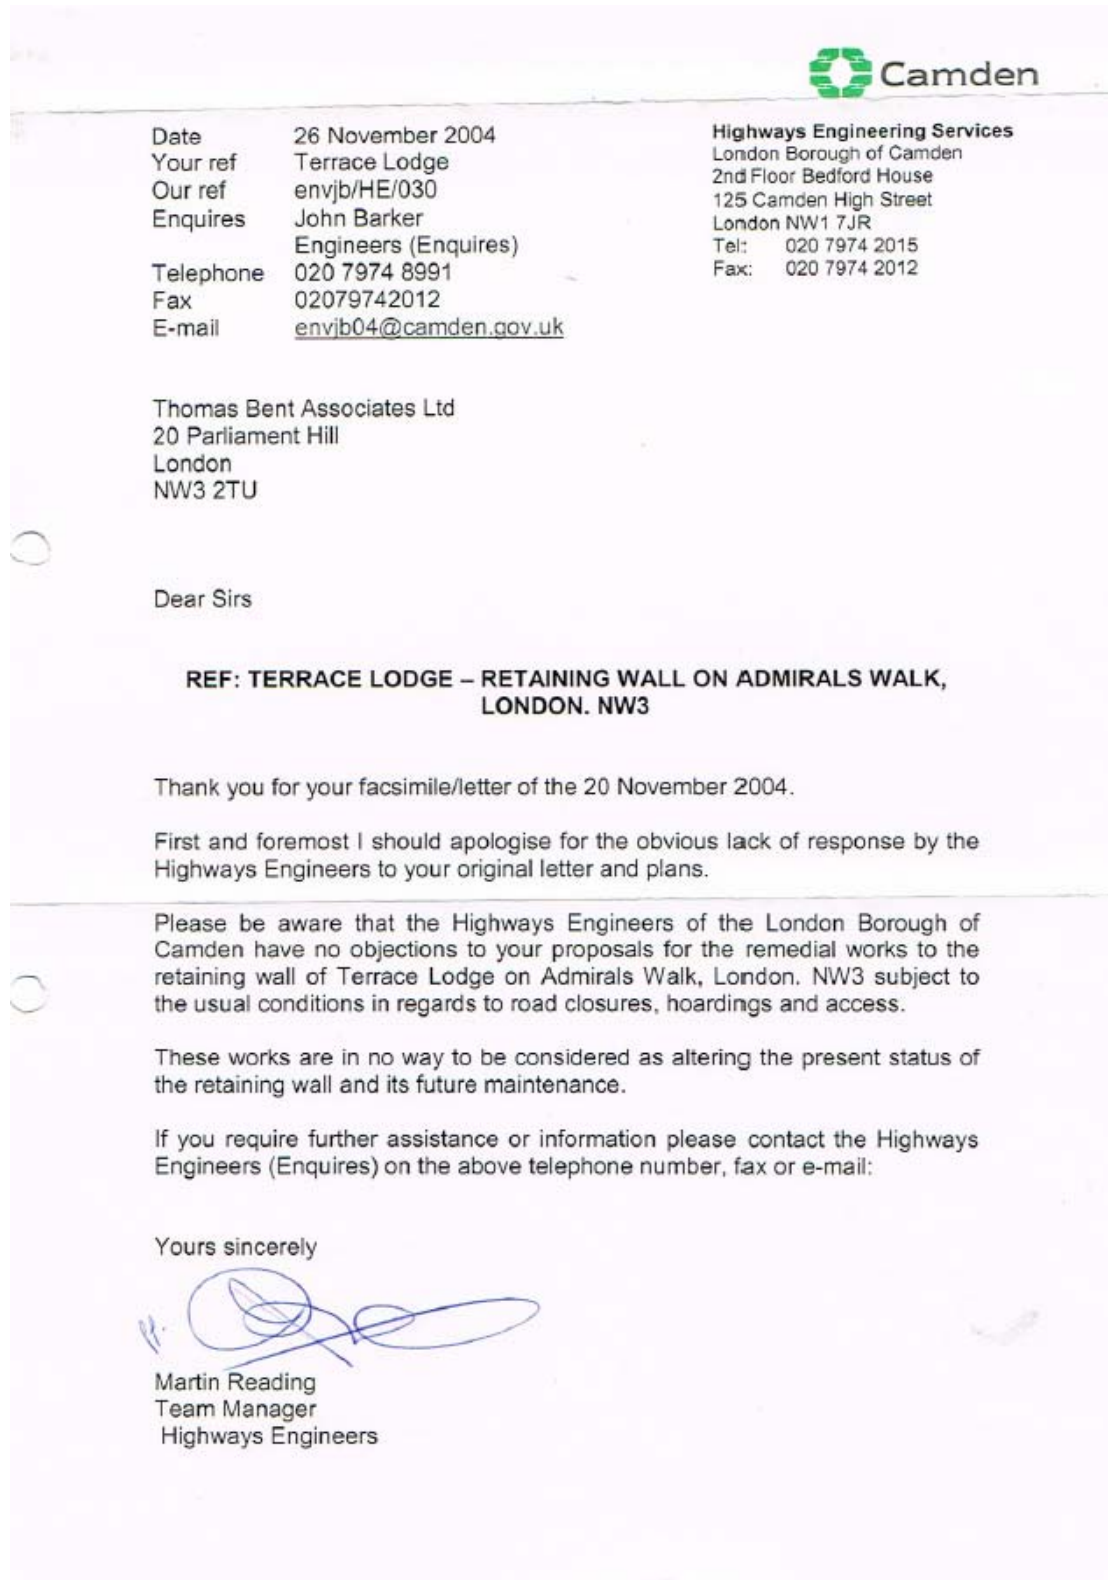 Camden
Date 26 November 2004
Your ref Terrace Lodge
Our ref envjb/HE/030
Enquires John Barker
Engineers (Enquires)
Telephone 020 7974 8991
Fax 02079742012
E-mail envjb04@camden.gov.uk
Highways Engineering Services
London Borough of Camden
2nd Floor Bedford House
125 Camden High Street
London NW1 7JR
Tel: 020 7974 2015
Fax: 020 7974 2012
Thomas Bent Associates Ltd
20 Parliament Hill
London
NW3 2TU
Dear Sirs
REF: TERRACE LODGE – RETAINING WALL ON ADMIRALS WALK,
LONDON. NW3
Thank you for your facsimile/letter of the 20 November 2004.
First and foremost I should apologise for the obvious lack of response by the
Highways Engineers to your original letter and plans.
Please be aware that the Highways Engineers of the London Borough of
Camden have no objections to your proposals for the remedial works to the
retaining wall of Terrace Lodge on Admirals Walk, London. NW3 subject to
the usual conditions in regards to road closures, hoardings and access.
These works are in no way to be considered as altering the present status of
the retaining wall and its future maintenance.
If you require further assistance or information please contact the Highways
Engineers (Enquires) on the above telephone number, fax or e-mail:
Yours sincerely
pp.
Martin Reading
Team Manager
Highways Engineers